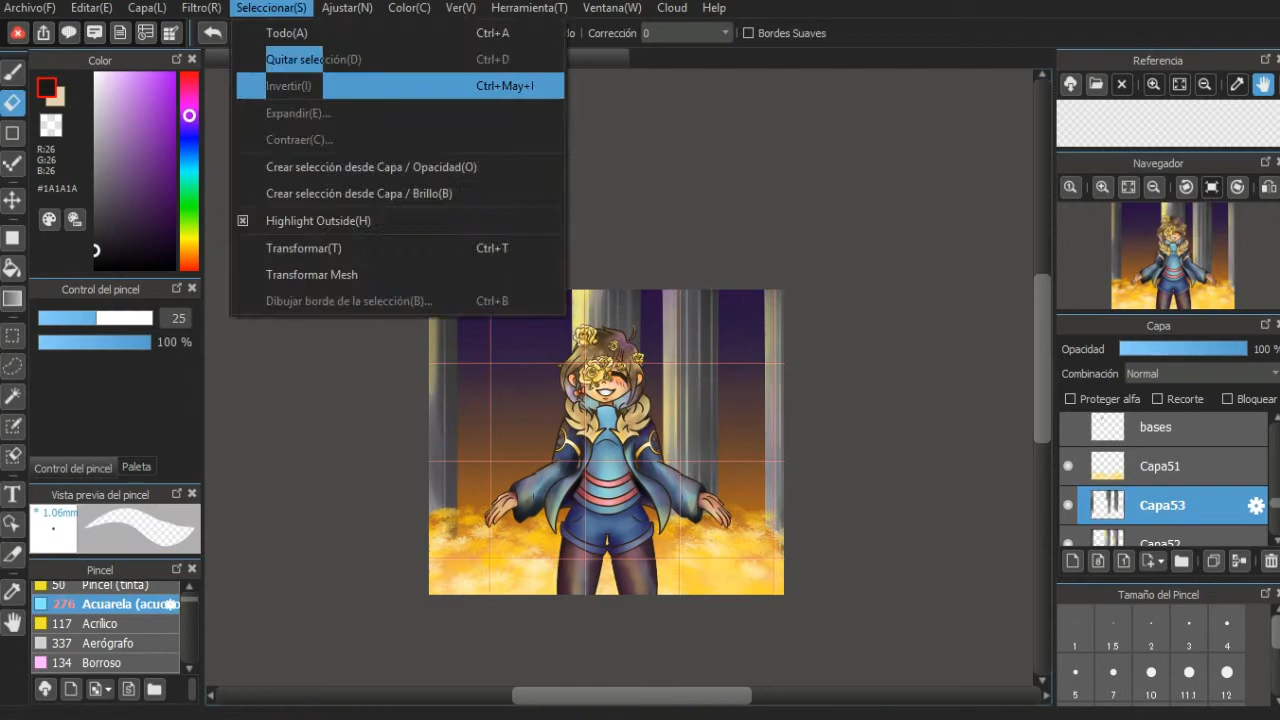 Archivo(F) Editar(E) Capa(L) Filtro(R) Seleccionar(S) Ajustar(N) Color(C) Ver(V) Herramienta(T) Ventana(W) Cloud Help
Corrección 0 Bordes Suaves
Todo(A) Ctrl+A
Quitar selección(D) Ctrl+D
Invertir(I) Ctrl+May+I
Expandir(E)...
Contraer(C)...
Crear selección desde Capa / Opacidad(O)
Crear selección desde Capa / Brillo(B)
Highlight Outside(H)
Transformar(T) Ctrl+T
Transformar Mesh
Dibujar borde de la selección(B)... Ctrl+B
Color
R:26
G:26
B:26
#1A1A1A
Control del pincel
25
100 %
Control del pincel Paleta
Vista previa del pincel
* 1.06mm
Pincel
50 Pincel (tinta)
276 Acuarela
117 Acrílico
337 Aerógrafo
134 Borroso
Referencia
Navegador
Capa
Opacidad 100 %
Combinación Normal
Proteger alfa Recorte Bloquear
bases
Capa51
Capa53
Capa52
Tamaño del Pincel
1 1.5 2 3 4
5 7 10 11.1 12